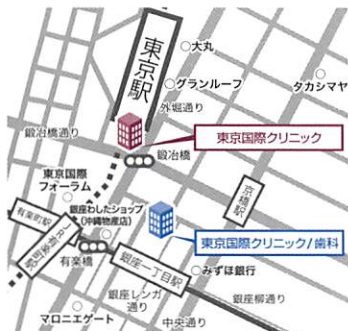 東京駅
大丸
グランルーフ
外堀通り
タカシマヤ
鍛冶橋通り
東京国際クリニック
鍛冶橋
東京国際
フォーラム
京橋駅
銀座わしたショップ
(沖縄物産店)
有楽町駅
JR有楽町駅
東京国際クリニック/歯科
有楽橋
銀座一丁目駅
みずほ銀行
銀座レンガ
通り
銀座柳通り
マロニエゲート
中央通り